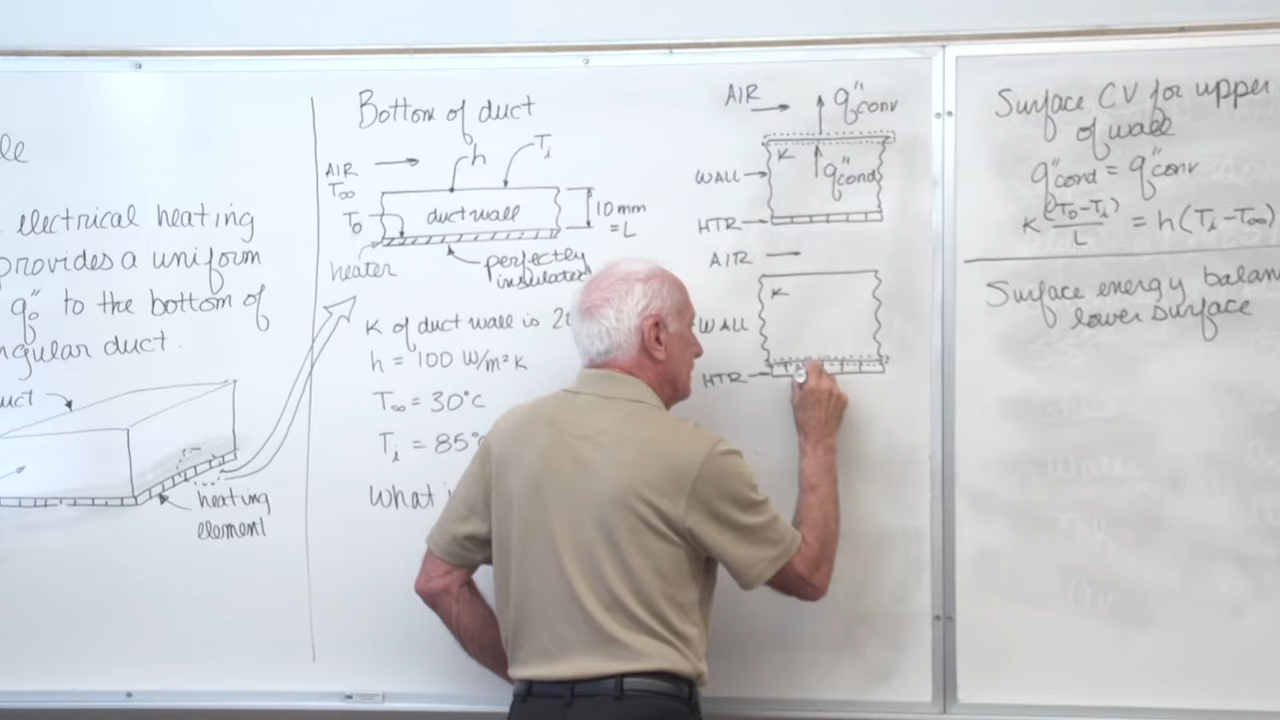 le
electrical heating
provides a uniform
q"₀ to the bottom of
ngular duct.
uct
heating
element
Bottom of duct
AIR
T∞
h
Tᵢ
T₀
duct wall
10 mm
= L
heater
perfectly
insulated
K of duct wall is 20
h = 100 W/m²K
T∞ = 30°C
Tᵢ = 85°
What
AIR
q"conv
K
WALL
q"cond
HTR
AIR
K
WALL
HTR
Surface CV for upper
of wall
q"cond = q"conv
K (T₀-Tᵢ)/L = h(Tᵢ-T∞)
Surface energy balan
lower surface